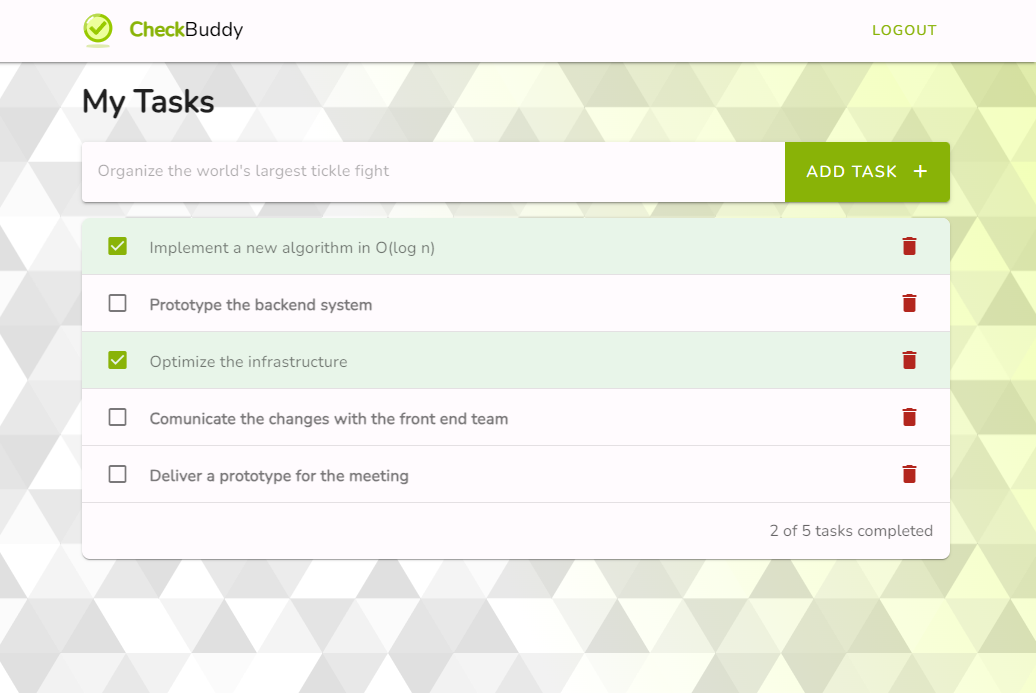 CheckBuddy
LOGOUT
My Tasks
Organize the world's largest tickle fight
ADD TASK +
Implement a new algorithm in O(log n)
Prototype the backend system
Optimize the infrastructure
Comunicate the changes with the front end team
Deliver a prototype for the meeting
2 of 5 tasks completed